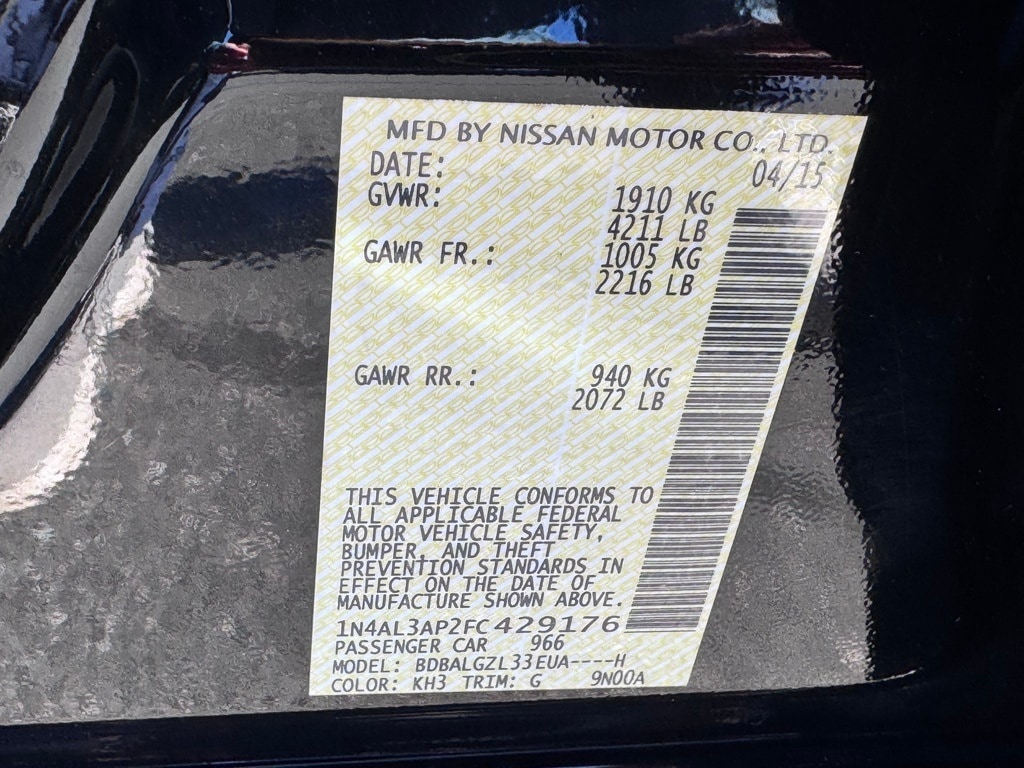 MFD BY NISSAN MOTOR CO., LTD.
DATE: 04/15
GVWR: 1910 KG
4211 LB
GAWR FR.: 1005 KG
2216 LB
GAWR RR.: 940 KG
2072 LB
THIS VEHICLE CONFORMS TO
ALL APPLICABLE FEDERAL
MOTOR VEHICLE SAFETY,
BUMPER, AND THEFT
PREVENTION STANDARDS IN
EFFECT ON THE DATE OF
MANUFACTURE SHOWN ABOVE.
1N4AL3AP2FC429176
PASSENGER CAR 966
MODEL: BDBALGZL33EUA----H
COLOR: KH3 TRIM: G 9N00A